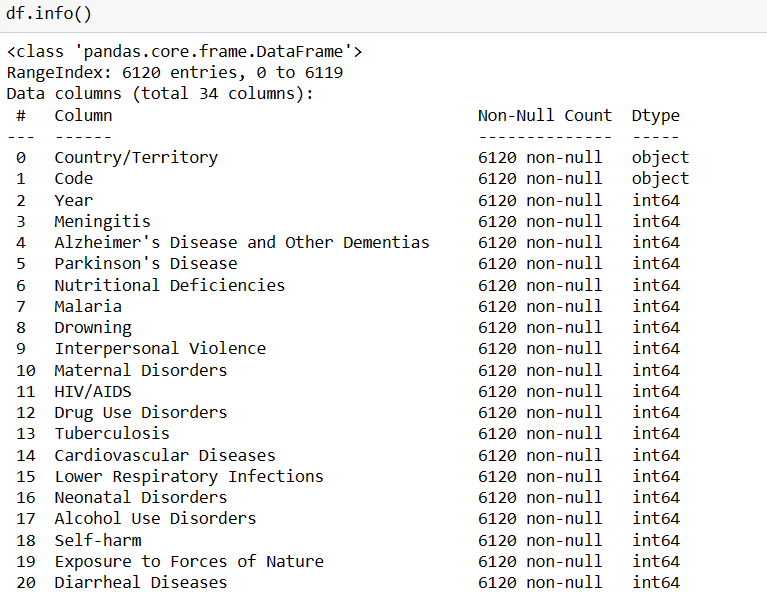 df.info()
<class 'pandas.core.frame.DataFrame'>
RangeIndex: 6120 entries, 0 to 6119
Data columns (total 34 columns):
#   Column   Non-Null Count   Dtype
---  ------   --------------   -----
0   Country/Territory   6120 non-null   object
1   Code   6120 non-null   object
2   Year   6120 non-null   int64
3   Meningitis   6120 non-null   int64
4   Alzheimer's Disease and Other Dementias   6120 non-null   int64
5   Parkinson's Disease   6120 non-null   int64
6   Nutritional Deficiencies   6120 non-null   int64
7   Malaria   6120 non-null   int64
8   Drowning   6120 non-null   int64
9   Interpersonal Violence   6120 non-null   int64
10  Maternal Disorders   6120 non-null   int64
11  HIV/AIDS   6120 non-null   int64
12  Drug Use Disorders   6120 non-null   int64
13  Tuberculosis   6120 non-null   int64
14  Cardiovascular Diseases   6120 non-null   int64
15  Lower Respiratory Infections   6120 non-null   int64
16  Neonatal Disorders   6120 non-null   int64
17  Alcohol Use Disorders   6120 non-null   int64
18  Self-harm   6120 non-null   int64
19  Exposure to Forces of Nature   6120 non-null   int64
20  Diarrheal Diseases   6120 non-null   int64